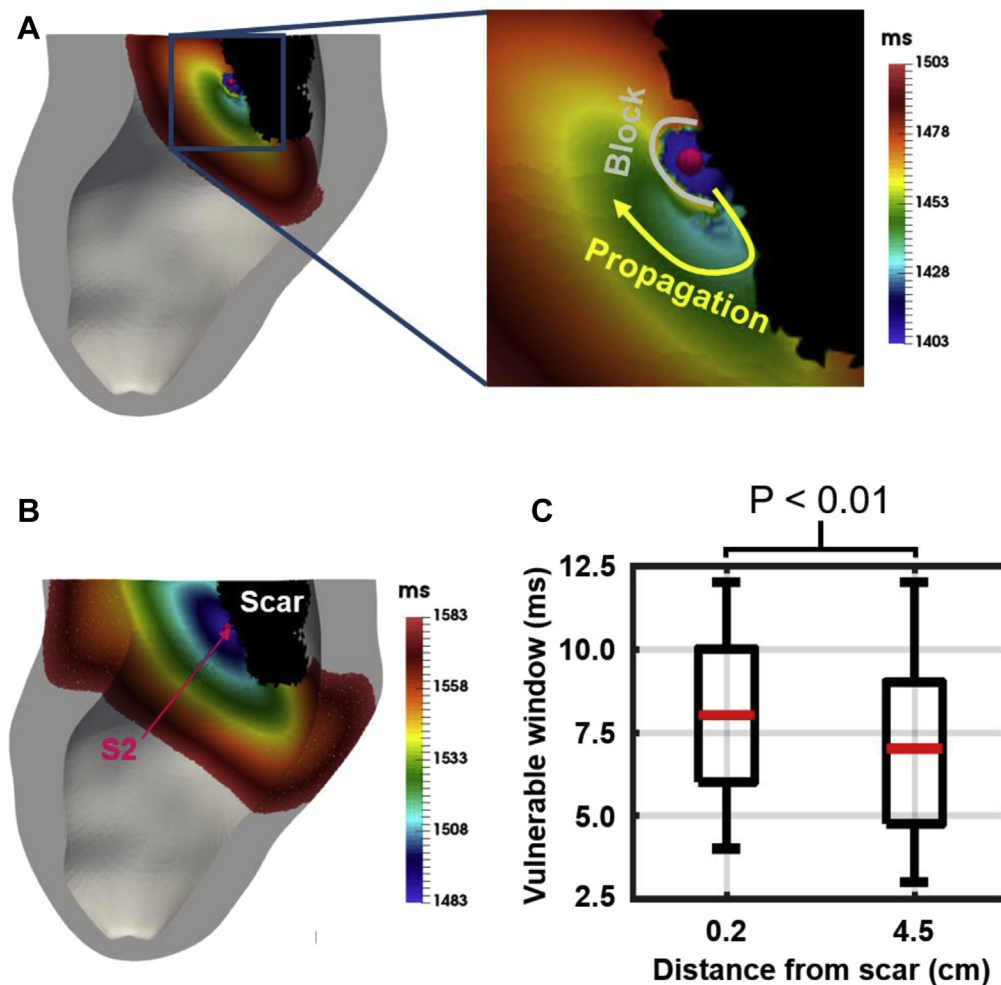 A
Block
Propagation
ms
1503
1478
1453
1428
1403
B
Scar
S2
ms
1583
1558
1533
1508
1483
C
P < 0.01
Vulnerable window (ms)
12.5
10.0
7.5
5.0
2.5
0.2 4.5
Distance from scar (cm)